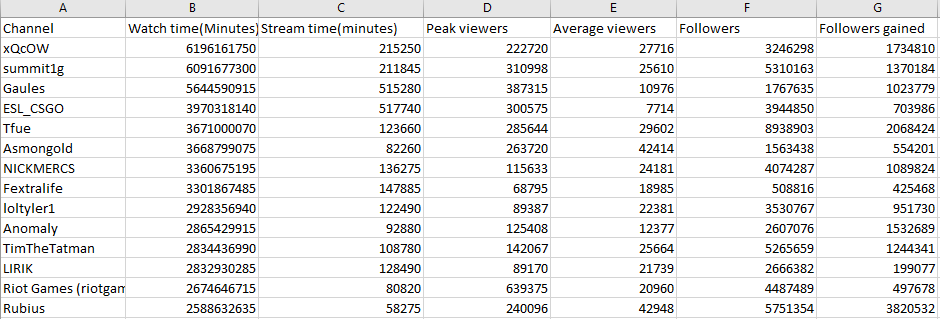 A B C D E F G
Channel Watch time(Minutes) Stream time(minutes) Peak viewers Average viewers Followers Followers gained
xQcOW 6196161750 215250 222720 27716 3246298 1734810
summit1g 6091677300 211845 310998 25610 5310163 1370184
Gaules 5644590915 515280 387315 10976 1767635 1023779
ESL_CSGO 3970318140 517740 300575 7714 3944850 703986
Tfue 3671000070 123660 285644 29602 8938903 2068424
Asmongold 3668799075 82260 263720 42414 1563438 554201
NICKMERCS 3360675195 136275 115633 24181 4074287 1089824
Fextralife 3301867485 147885 68795 18985 508816 425468
loltyler1 2928356940 122490 89387 22381 3530767 951730
Anomaly 2865429915 92880 125408 12377 2607076 1532689
TimTheTatman 2834436990 108780 142067 25664 5265659 1244341
LIRIK 2832930285 128490 89170 21739 2666382 199077
Riot Games (riotgam 2674646715 80820 639375 20960 4487489 497678
Rubius 2588632635 58275 240096 42948 5751354 3820532